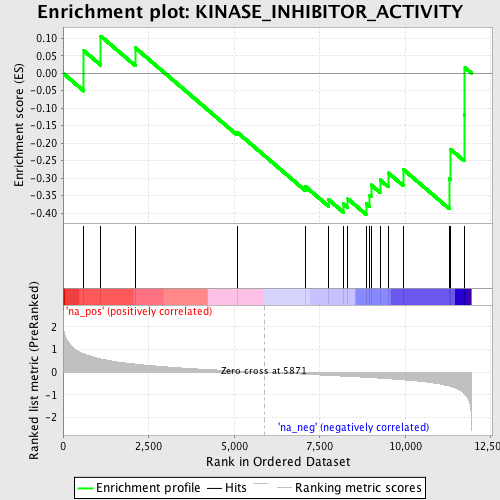 Enrichment plot: KINASE_INHIBITOR_ACTIVITY
Enrichment score (ES)
0.10
0.05
0.00
-0.05
-0.10
-0.15
-0.20
-0.25
-0.30
-0.35
-0.40
'na_pos' (positively correlated)
Ranked list metric (PreRanked)
2
1
0
-1
-2
Zero cross at 5871
'na_neg' (negatively correlated)
0
2,500
5,000
7,500
10,000
12,500
Rank in Ordered Dataset
Enrichment profile
Hits
Ranking metric scores